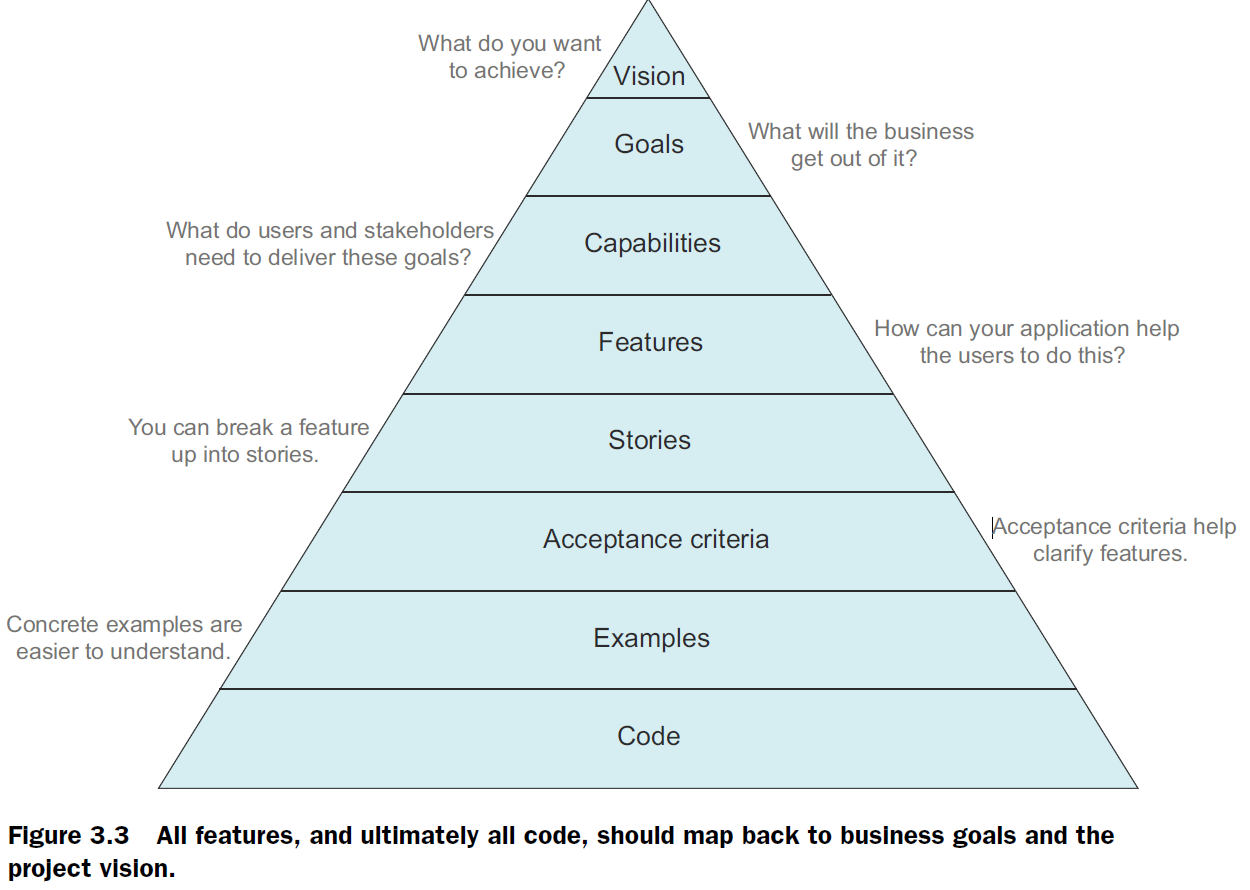 What do you want
to achieve?
Vision
Goals
What will the business
get out of it?
What do users and stakeholders
need to deliver these goals?
Capabilities
Features
How can your application help
the users to do this?
You can break a feature
up into stories.
Stories
Acceptance criteria
Acceptance criteria help
clarify features.
Concrete examples are
easier to understand.
Examples
Code
Figure 3.3 All features, and ultimately all code, should map back to business goals and the
project vision.